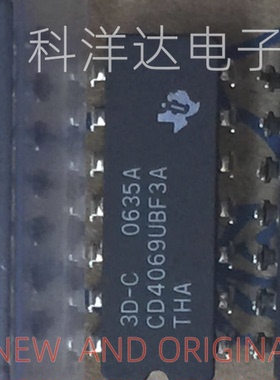 科洋达电子
3D-C 0635A
CD4069UBF3A
THA
NEW AND ORIGINA